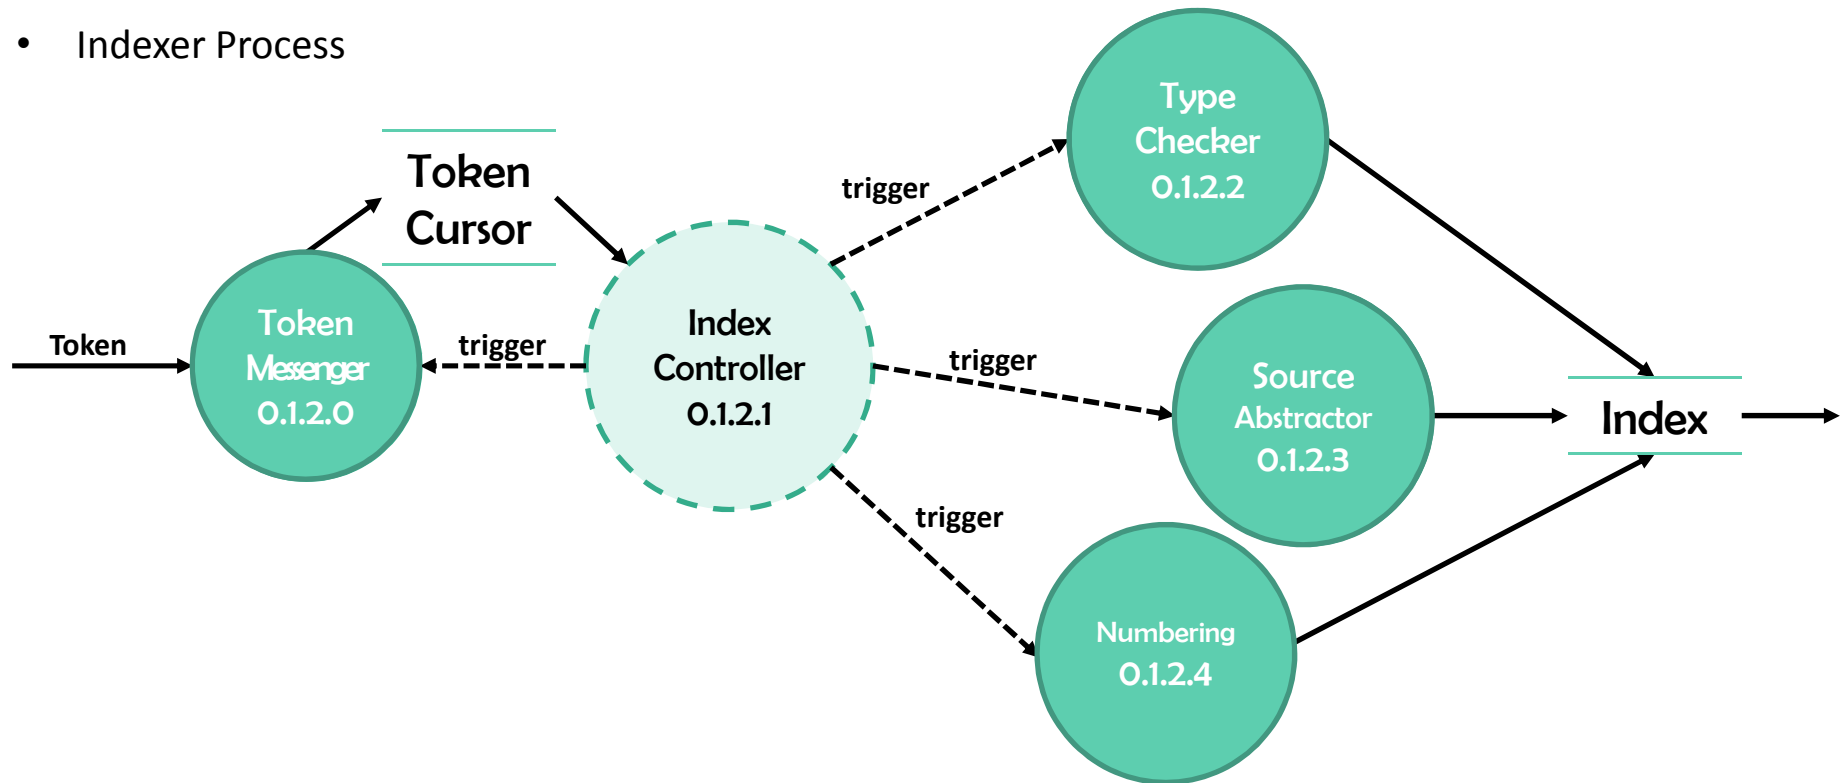 • Indexer Process
Token
Cursor
Type
Checker
0.1.2.2
trigger
Token
Token
Messenger
0.1.2.0
trigger
Index
Controller
0.1.2.1
trigger
Source
Abstractor
0.1.2.3
Index
trigger
Numbering
0.1.2.4